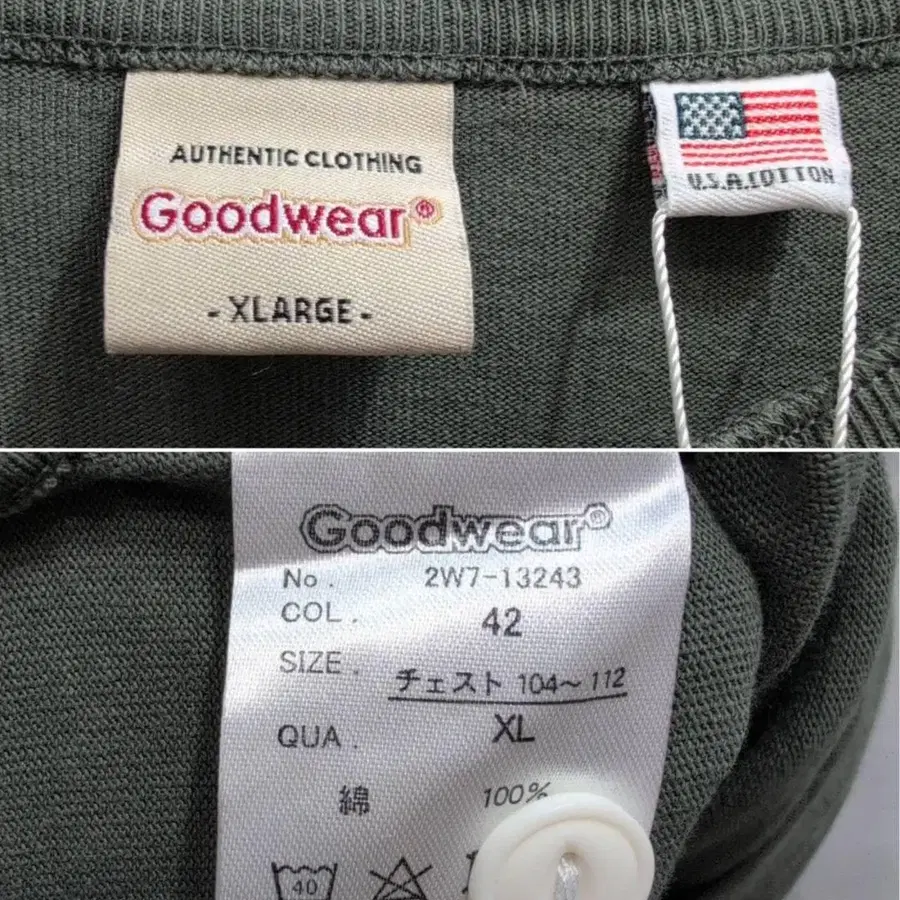 AUTHENTIC CLOTHING
Goodwear®
- XLARGE -
U.S.A.COTTON
Goodwear®
No. 2W7-13243
COL. 42
SIZE. チェスト 104～112
XL
QUA.
綿 100%
40